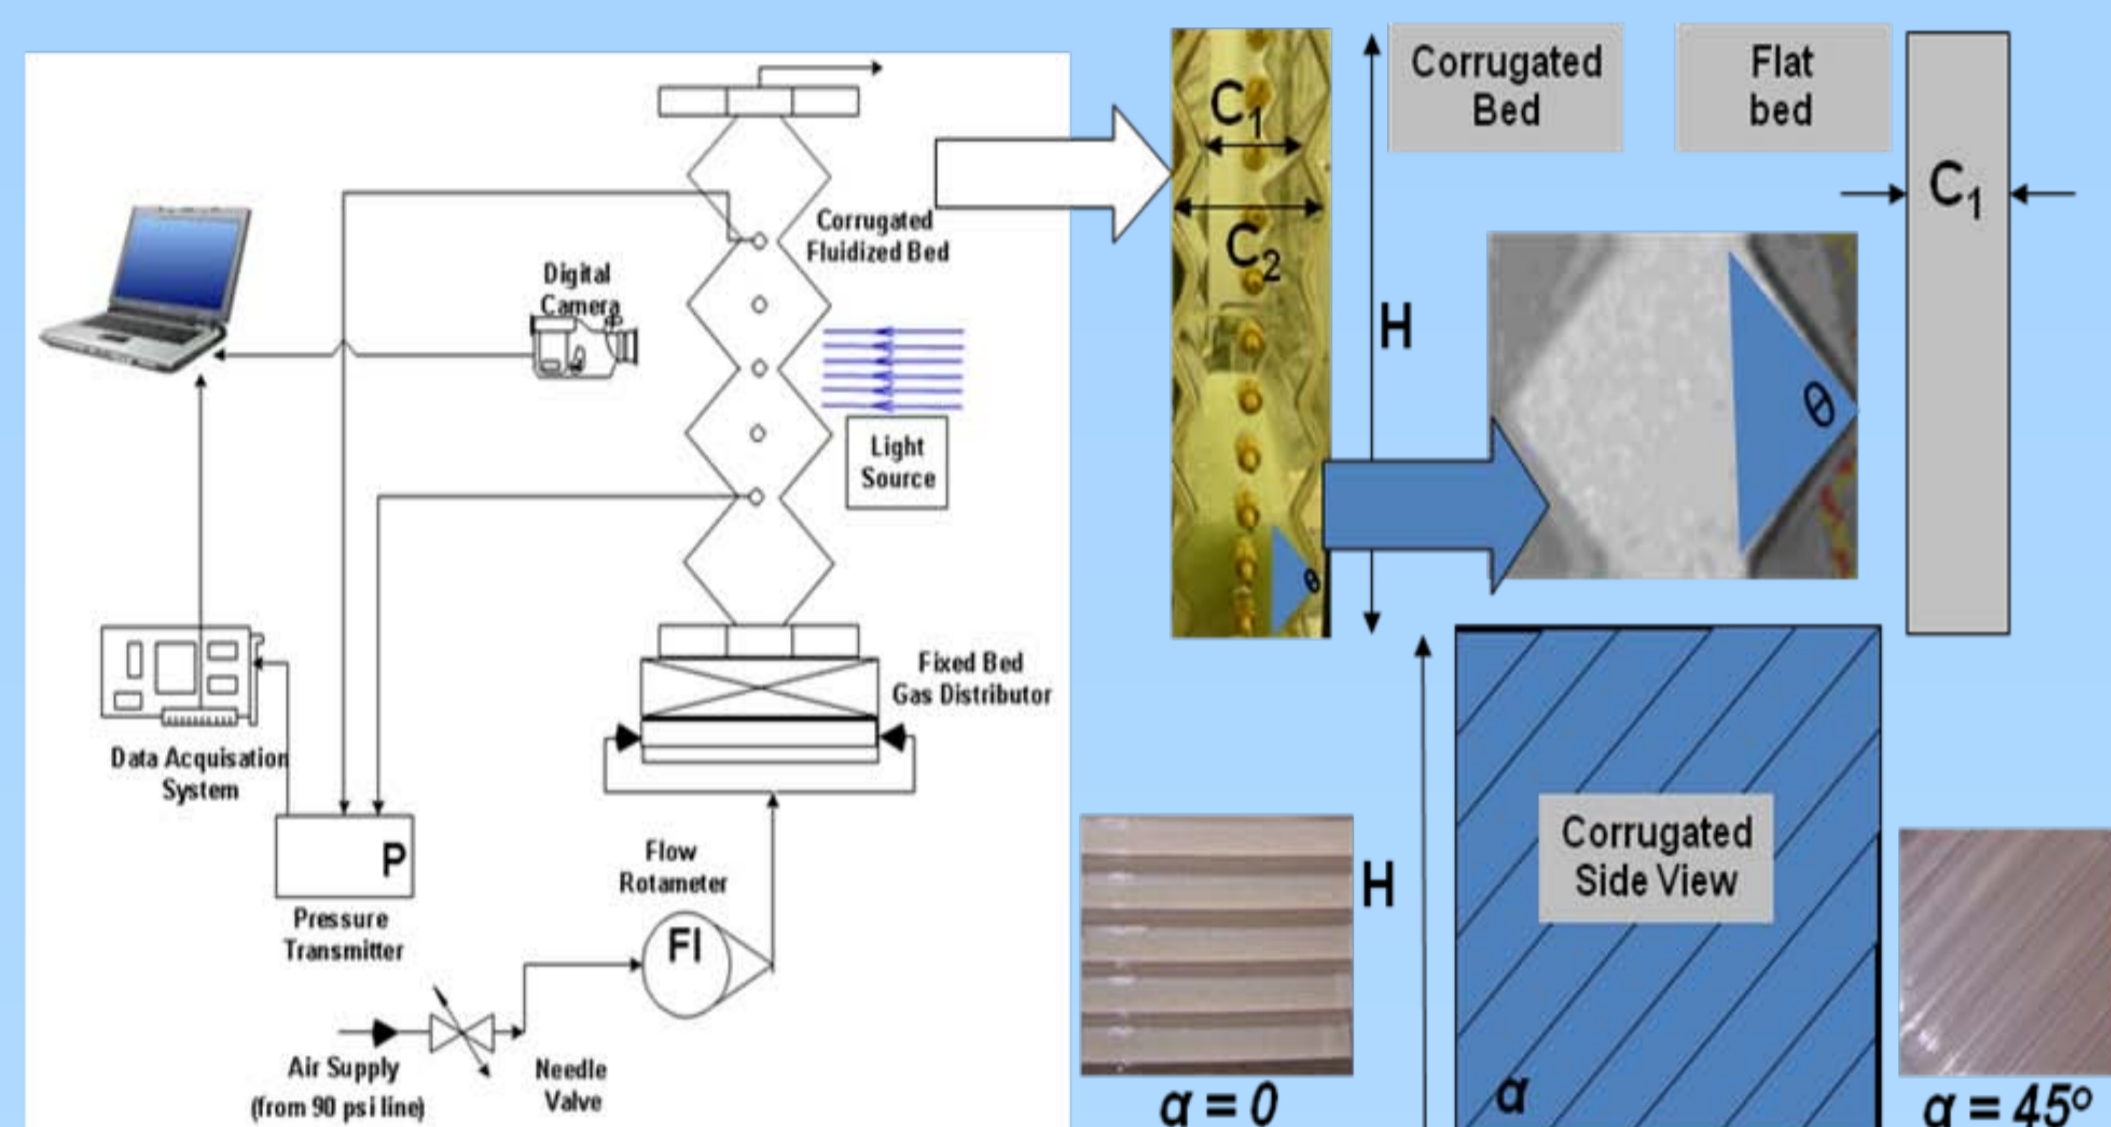 Corrugated
Fluidized Bed
Digital
Camera
Light
Source
Fixed Bed
Gas Distributor
Data Acquisation
System
P
Pressure
Transmitter
Flow
Rotameter
FI
Air Supply
(from 90 psi line)
Needle
Valve
C1
C2
θ
H
Corrugated
Bed
Flat
bed
C1
θ
H
Corrugated
Side View
α
α = 0
α = 45º